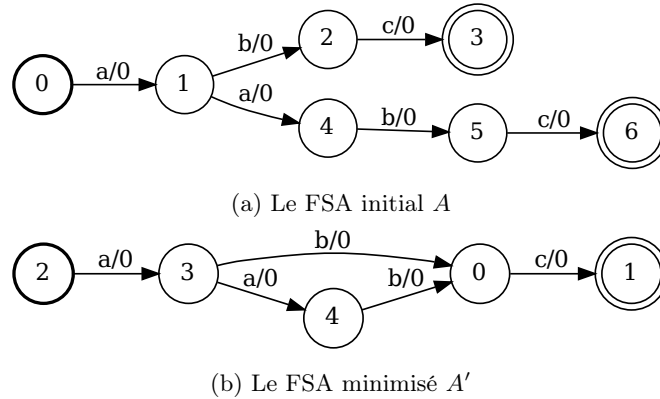 b/0 2 c/0 3
0 a/0 1
a/0 4 b/0 5 c/0 6
(a) Le FSA initial A
b/0
2 a/0 3 a/0 b/0 0 c/0 1
4
(b) Le FSA minimisé A′